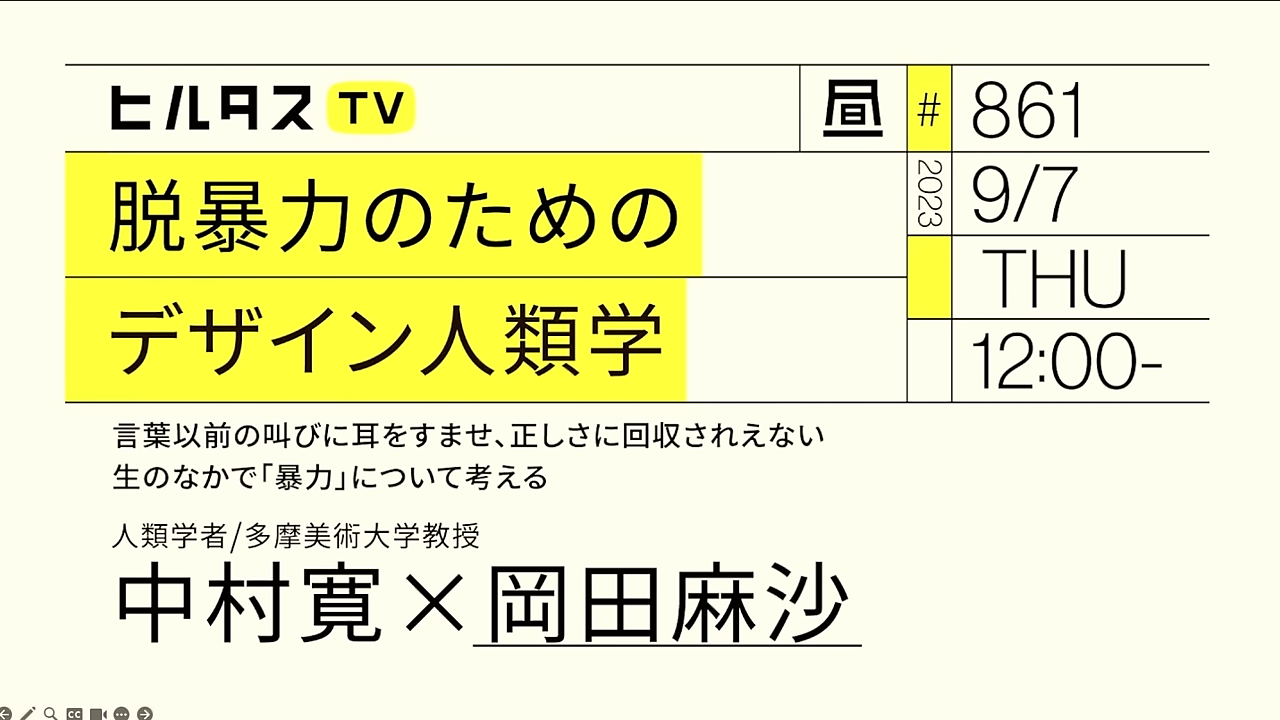 ヒルタス TV
昼
# 861
脱暴力のための
2023
9/7
デザイン人類学
THU
12:00-
言葉以前の叫びに耳をすませ、正しさに回収されえない
生のなかで「暴力」について考える
人類学者/多摩美術大学教授
中村寛×岡田麻沙
CC